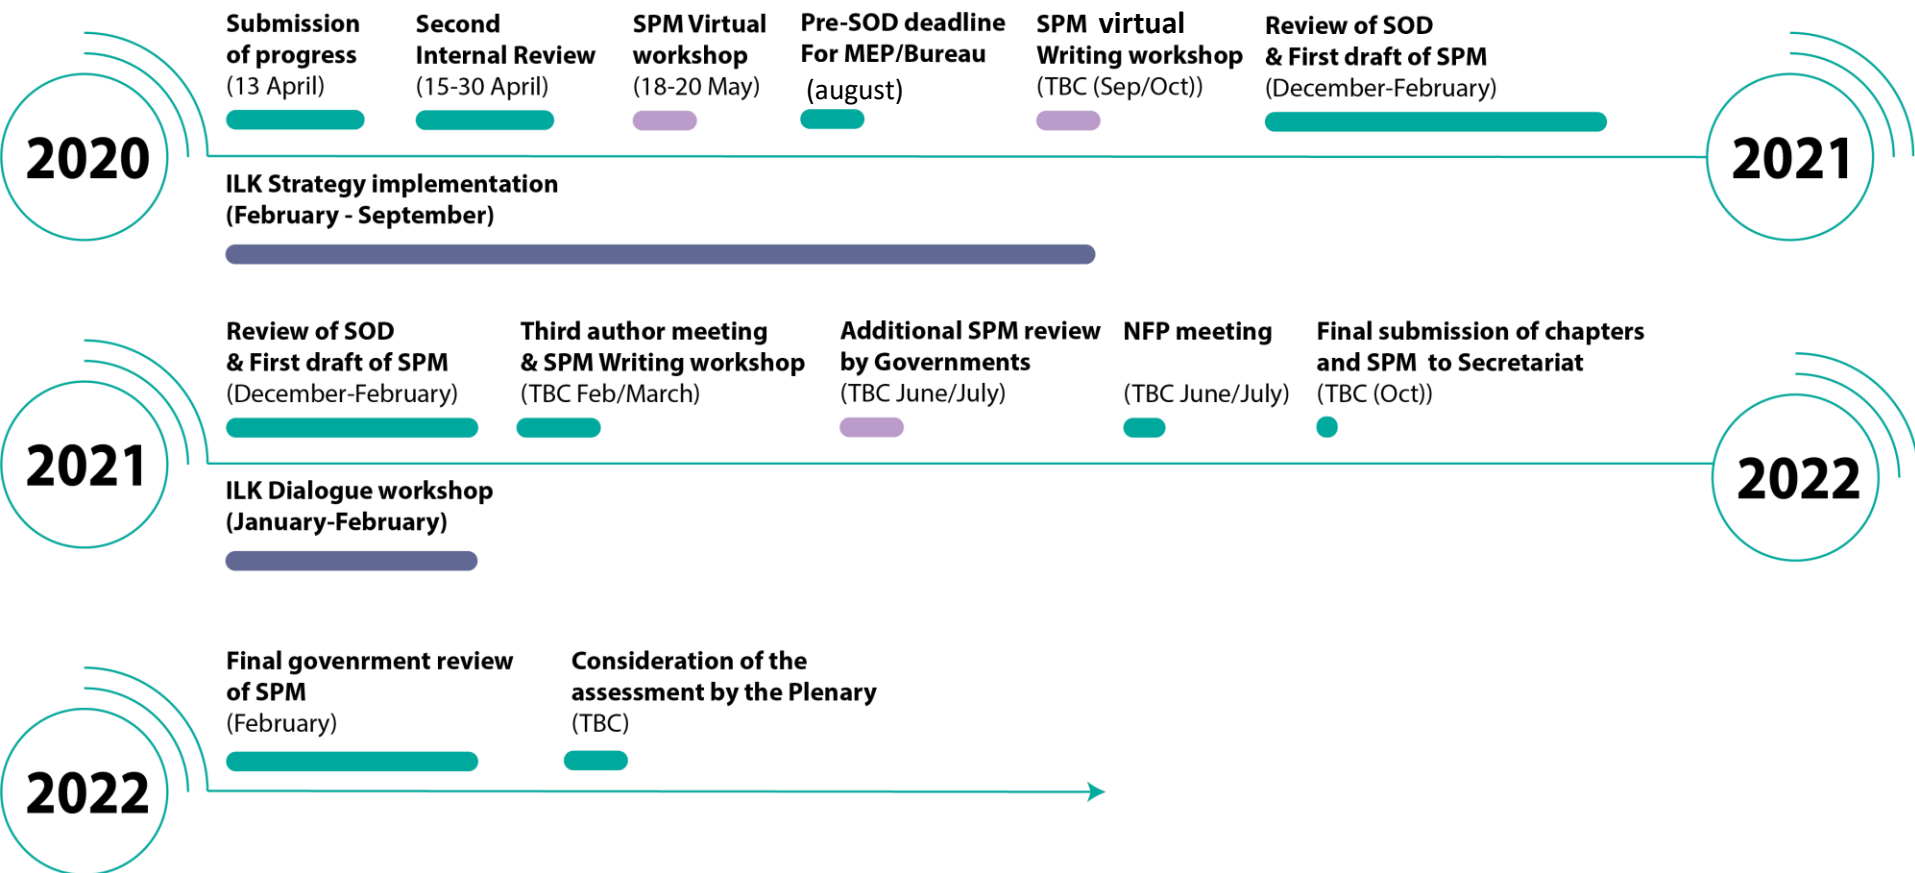 2020
Submission
of progress
(13 April)
Second
Internal Review
(15-30 April)
SPM Virtual
workshop
(18-20 May)
Pre-SOD deadline
For MEP/Bureau
(august)
SPM virtual
Writing workshop
(TBC (Sep/Oct))
Review of SOD
& First draft of SPM
(December-February)
2021
ILK Strategy implementation
(February - September)
2021
Review of SOD
& First draft of SPM
(December-February)
Third author meeting
& SPM Writing workshop
(TBC Feb/March)
Additional SPM review
by Governments
(TBC June/July)
NFP meeting
(TBC June/July)
Final submission of chapters
and SPM to Secretariat
(TBC (Oct))
2022
ILK Dialogue workshop
(January-February)
2022
Final govenrment review
of SPM
(February)
Consideration of the
assessment by the Plenary
(TBC)